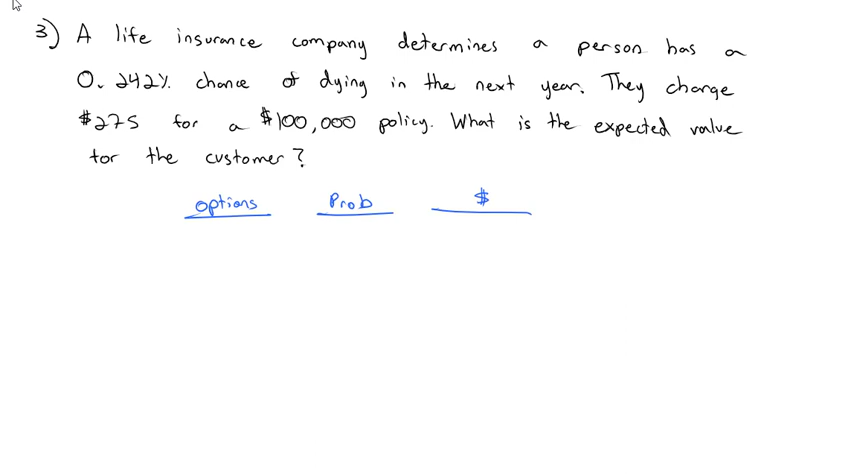 3) A life insurance company determines a person has a
0.242% chance of dying in the next year. They charge
$275 for a $100,000 policy. What is the expected value
for the customer?
options Prob $